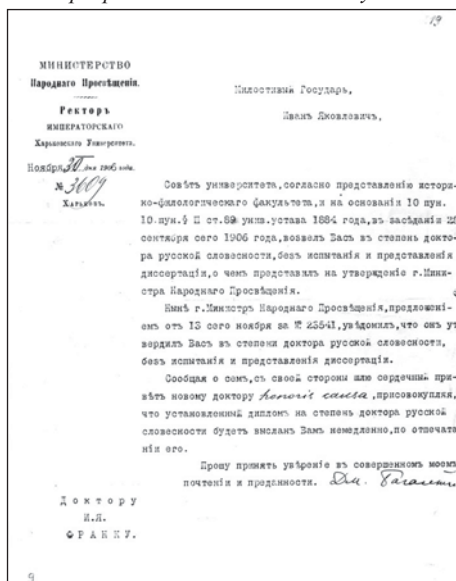 19
МИНИСТЕРСТВО
Народнаго Просвѣщенія.
Ректоръ
ИМПЕРАТОРСКАГО
Харьковскаго Университета.
Ноября 30 дня 1906 года.
№ 3609
Харьковъ.
Милостивый Государь,
Иванъ Яковлевичъ,
Совѣтъ университета, согласно представленію истори-
ко-филологическаго факультета, и на основаніи 10 пун.
10.пун.§ II ст.89 унив.устава 1884 года, въ засѣданіи 28
сентября сего 1906 года, возвелъ Васъ въ степень докто-
ра русской словесности, безъ испытанія и представленія
диссертаціи, о чемъ представилъ на утвержденіе г.Мини-
стра Народнаго Просвѣщенія.
Нынѣ г.Министръ Народнаго Просвѣщенія, предложені-
емъ отъ 13 сего ноября за № 23541, увѣдомилъ, что онъ ут
вердилъ Васъ въ степени доктора русской словесности,
безъ испытанія и представленія диссертаціи.
Сообщая о семъ, съ своей стороны шлю сердечный при-
вѣтъ новому доктору honoris causa, присовокупляя,
что установленный дипломъ на степень доктора русской
словесности будетъ высланъ Вамъ немедленно, по отпечата
ніи его.
Прошу принять увѣреніе въ совершенномъ моемъ
почтеніи и преданности. Дм. Багалѣй
Доктору
И.Я.
ФРАНКУ.